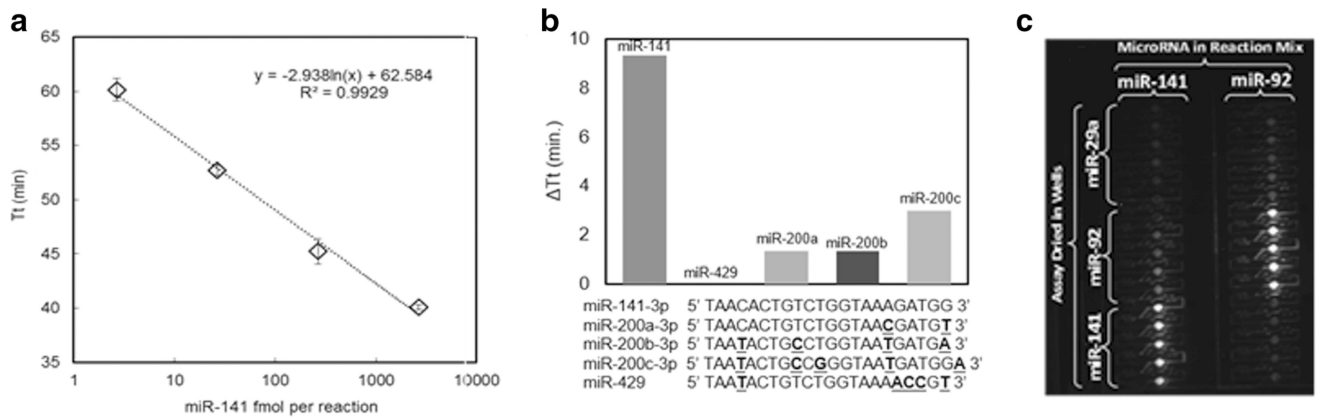 a
65
60
55
50
45
40
35
Tt (min)
y = -2.938ln(x) + 62.584
R² = 0.9929
1 10 100 1000 10000
miR-141 fmol per reaction
b
10
8
6
4
2
0
ΔTt (min.)
miR-141
miR-429
miR-200a
miR-200b
miR-200c
miR-141-3p 5' TAACACTGTCTGGTAAAGATGG 3'
miR-200a-3p 5' TAACACTGTCTGGTAACGATGT 3'
miR-200b-3p 5' TAATACTGCCTGGTAATGATGA 3'
miR-200c-3p 5' TAATACTGCCGGGTAATGATGGA 3'
miR-429 5' TAATACTGTCTGGTAAAACCGT 3'
c
MicroRNA in Reaction Mix
miR-141 miR-92
Assay Dried in Wells
miR-29a
miR-92
miR-141